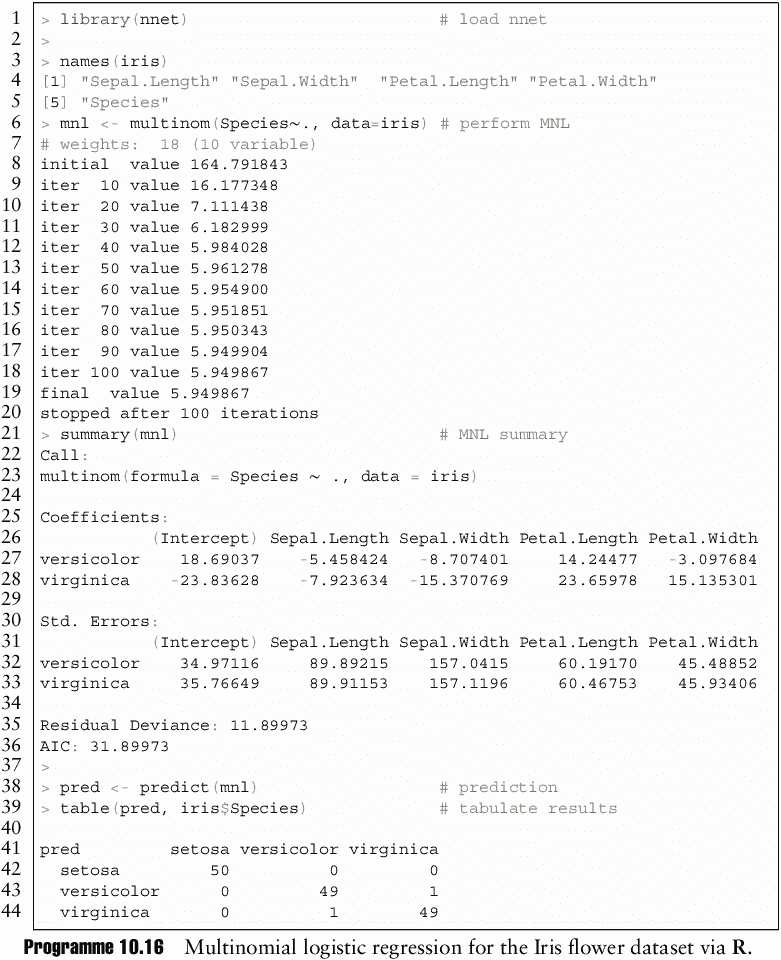 1 > library(nnet) # load nnet
2 >
3 > names(iris)
4 [1] "Sepal.Length" "Sepal.Width" "Petal.Length" "Petal.Width"
5 [5] "Species"
6 > mnl <- multinom(Species~., data=iris) # perform MNL
7 # weights: 18 (10 variable)
8 initial value 164.791843
9 iter 10 value 16.177348
10 iter 20 value 7.111438
11 iter 30 value 6.182999
12 iter 40 value 5.984028
13 iter 50 value 5.961278
14 iter 60 value 5.954900
15 iter 70 value 5.951851
16 iter 80 value 5.950343
17 iter 90 value 5.949904
18 iter 100 value 5.949867
19 final value 5.949867
20 stopped after 100 iterations
21 > summary(mnl) # MNL summary
22 Call:
23 multinom(formula = Species ~ ., data = iris)
24
25 Coefficients:
26 (Intercept) Sepal.Length Sepal.Width Petal.Length Petal.Width
27 versicolor 18.69037 -5.458424 -8.707401 14.24477 -3.097684
28 virginica -23.83628 -7.923634 -15.370769 23.65978 15.135301
29
30 Std. Errors:
31 (Intercept) Sepal.Length Sepal.Width Petal.Length Petal.Width
32 versicolor 34.97116 89.89215 157.0415 60.19170 45.48852
33 virginica 35.76649 89.91153 157.1196 60.46753 45.93406
34
35 Residual Deviance: 11.89973
36 AIC: 31.89973
37 >
38 > pred <- predict(mnl) # prediction
39 > table(pred, iris$Species) # tabulate results
40
41 pred setosa versicolor virginica
42 setosa 50 0 0
43 versicolor 0 49 1
44 virginica 0 1 49
Programme 10.16 Multinomial logistic regression for the Iris flower dataset via R.